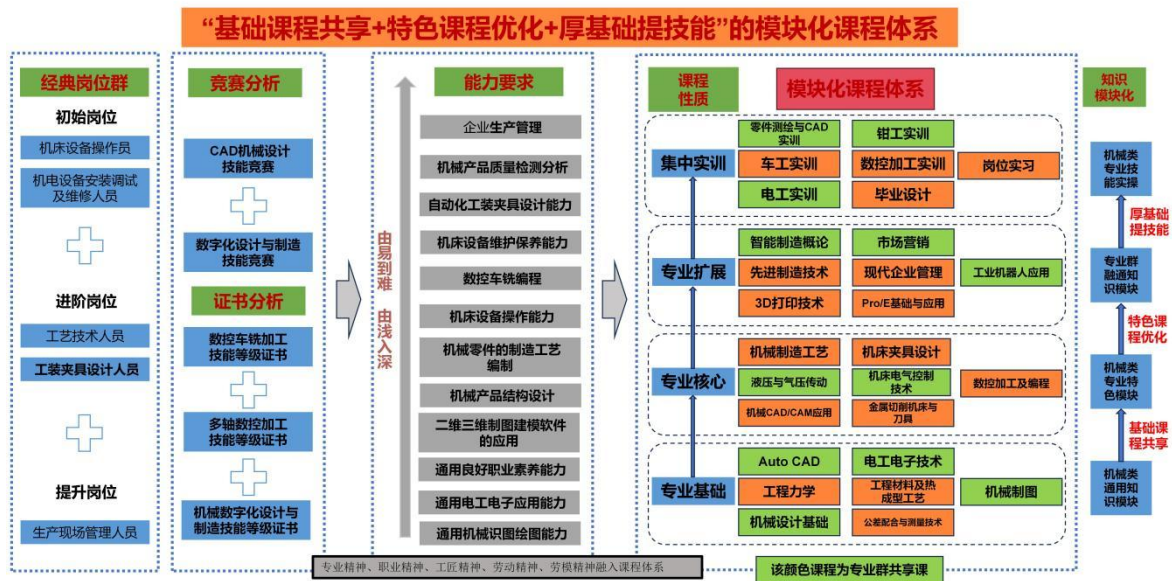 “基础课程共享+特色课程优化+厚基础提技能”的模块化课程体系
经典岗位群
初始岗位
机床设备操作员
机电设备安装调试
及维修人员
进阶岗位
工艺技术人员
工装夹具设计人员
提升岗位
生产现场管理人员
竞赛分析
CAD机械设计
技能竞赛
数字化设计与制造
技能竞赛
证书分析
数控车铣加工
技能等级证书
多轴数控加工
技能等级证书
机械数字化设计与
制造技能等级证书
能力要求
由易到难
由浅入深
企业生产管理
机械产品质量检测分析
自动化工装夹具设计能力
机床设备维护保养能力
数控车铣编程
机床设备操作能力
机械零件的制造工艺
编制
机械产品结构设计
二维三维制图建模软件
的应用
通用良好职业素养能力
通用电工电子应用能力
通用机械识图绘图能力
专业精神、职业精神、工匠精神、劳动精神、劳模精神融入课程体系
课程
性质
模块化课程体系
集中实训
零件测绘与CAD
实训
钳工实训
车工实训
数控加工实训
岗位实习
电工实训
毕业设计
专业扩展
智能制造概论
市场营销
先进制造技术
现代企业管理
工业机器人应用
3D打印技术
Pro/E基础与应用
专业核心
机械制造工艺
机床夹具设计
液压与气压传动
机床电气控制
技术
数控加工及编程
机械CAD/CAM应用
金属切削机床与
刀具
专业基础
Auto CAD
电工电子技术
工程力学
工程材料及热
成型工艺
机械制图
机械设计基础
公差配合与测量技术
该颜色课程为专业群共享课
知识
模块化
机械类
专业技
能实操
厚基础
提技能
专业群
融通知
识模块
特色课
程优化
机械类
专业特
色模块
基础课
程共享
机械类
通用知
识模块